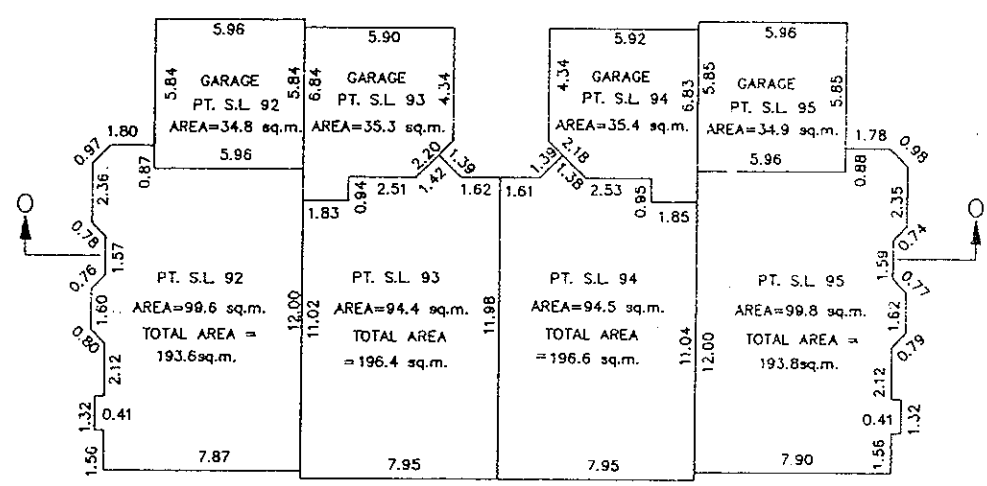 5.96
5.90
5.92
5.96
5.84
GARAGE
PT. S.L 92
AREA=34.8 sq.m.
5.84
6.84
GARAGE
PT. S.L 93
AREA=35.3 sq.m.
4.34
4.34
GARAGE
PT. S.L 94
AREA=35.4 sq.m.
6.83
5.85
GARAGE
PT. S.L 95
AREA=34.9 sq.m.
5.85
0.97
1.80
0.87
5.96
2.20
1.39
1.42
1.39
2.18
1.38
5.96
0.88
1.78
0.98
2.36
1.83
0.94
2.51
1.62
1.61
2.53
0.95
1.85
2.35
O
O
0.78
1.57
0.76
1.60
0.80
2.12
1.32
0.41
1.56
PT. S.L 92
AREA=99.6 sq.m.
TOTAL AREA =
193.6sq.m.
12.00
11.02
PT. S.L 93
AREA=94.4 sq.m.
TOTAL AREA
=196.4 sq.m.
11.98
PT. S.L 94
AREA=94.5 sq.m.
TOTAL AREA
=196.6 sq.m.
11.04
12.00
PT. S.L 95
AREA=99.8 sq.m.
TOTAL AREA =
193.8sq.m.
0.74
1.59
0.77
1.62
0.79
2.12
0.41
1.32
1.56
7.87
7.95
7.95
7.90